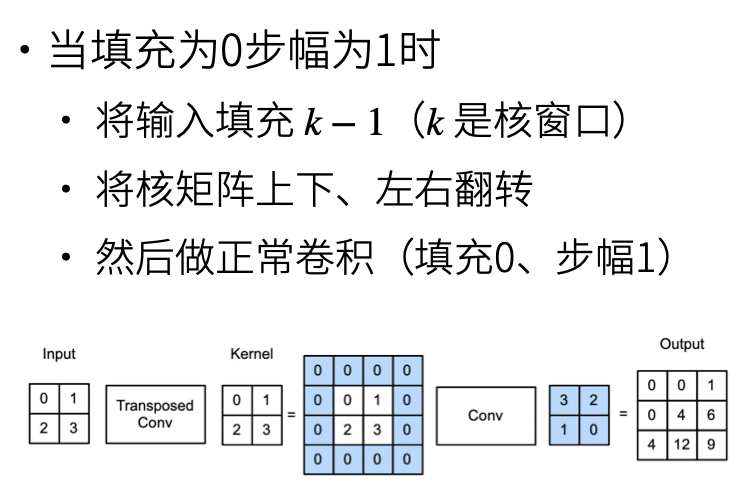 • 当填充为0步幅为1时
• 将输入填充 k − 1（k 是核窗口）
• 将核矩阵上下、左右翻转
• 然后做正常卷积（填充0、步幅1）
Input Kernel Output
0 1
2 3
Transposed
Conv
0 1
2 3
=
0 0 0 0
0 0 1 0
0 2 3 0
0 0 0 0
Conv
3 2
1 0
=
0 0 1
0 4 6
4 12 9